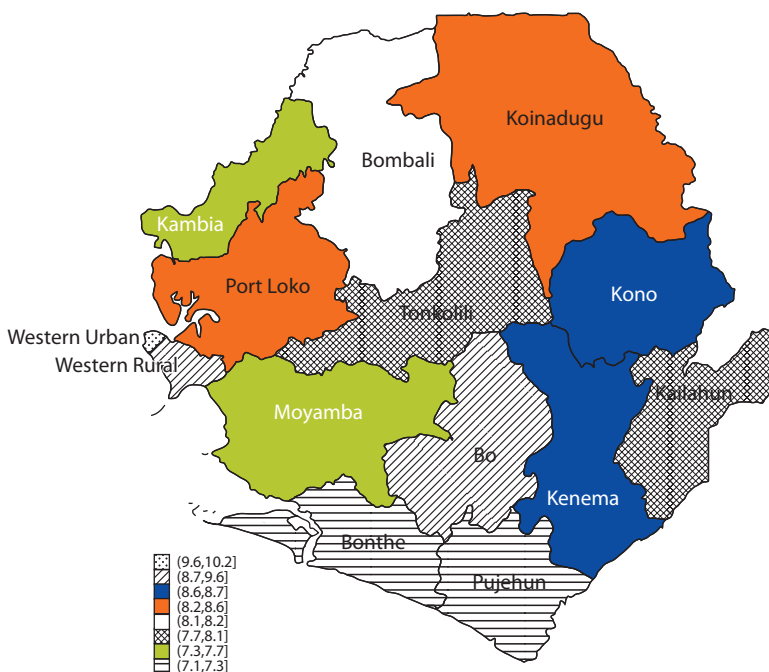 Koinadugu
Bombali
Kambia
Port Loko
Kono
Tonkolili
Western Urban
Western Rural
Kailahun
Moyamba
Bo
Kenema
Bonthe
Pujehun
(9.6,10.2]
(8.7,9.6]
(8.6,8.7]
(8.2,8.6]
(8.1,8.2]
(7.7,8.1]
(7.3,7.7]
(7.1,7.3]